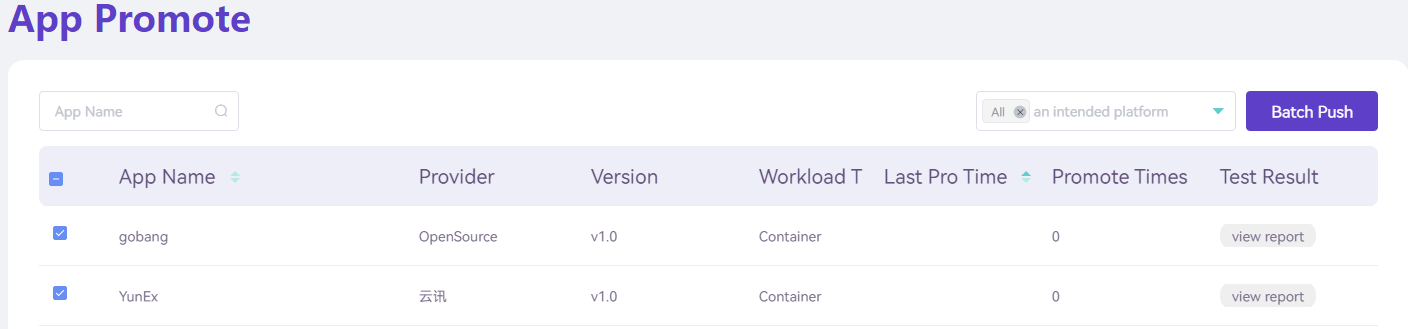 App Promote
App Name All an intended platform Batch Push
App Name Provider Version Workload T Last Pro Time Promote Times Test Result
gobang OpenSource v1.0 Container 0 view report
YunEx 云讯 v1.0 Container 0 view report